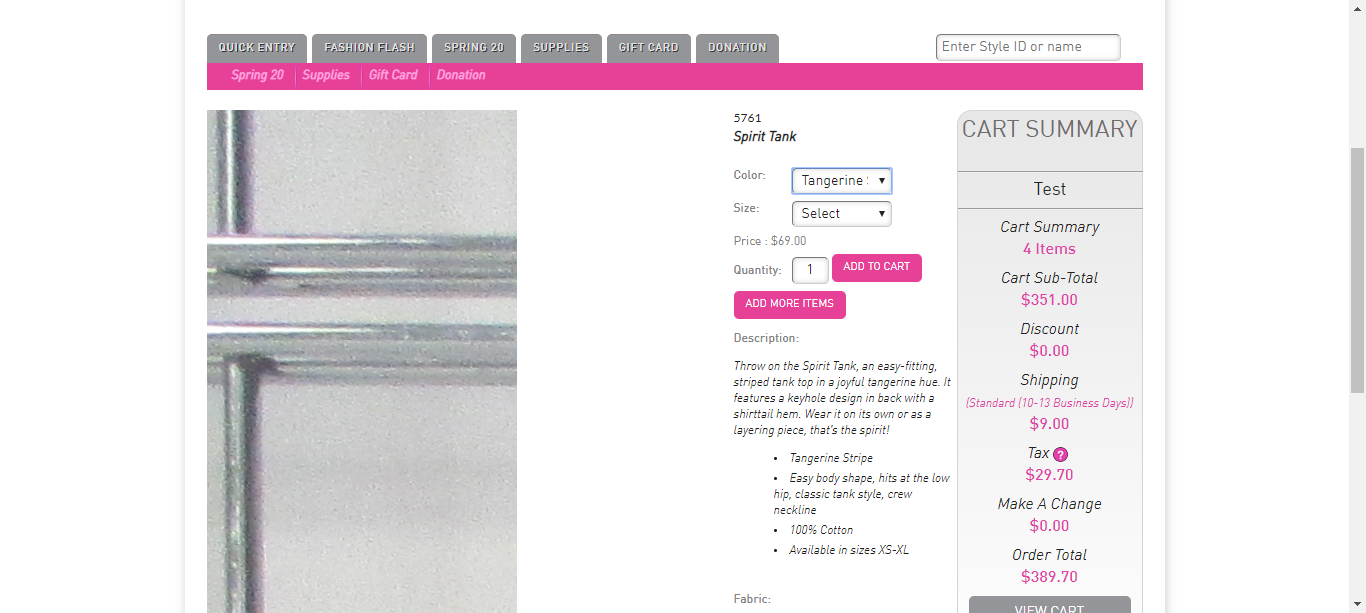 QUICK ENTRY
FASHION FLASH
SPRING 20
SUPPLIES
GIFT CARD
DONATION
Enter Style ID or name
Spring 20
Supplies
Gift Card
Donation
5761
Spirit Tank
Color:
Tangerine
Size:
Select
Price : $69.00
Quantity:
1
ADD TO CART
ADD MORE ITEMS
Description:
Throw on the Spirit Tank, an easy-fitting,
striped tank top in a joyful tangerine hue. It
features a keyhole design in back with a
shirttail hem. Wear it on its own or as a
layering piece, that's the spirit!
• Tangerine Stripe
• Easy body shape, hits at the low
hip, classic tank style, crew
neckline
• 100% Cotton
• Available in sizes XS-XL
Fabric:
CART SUMMARY
Test
Cart Summary
4 Items
Cart Sub-Total
$351.00
Discount
$0.00
Shipping
(Standard (10-13 Business Days))
$9.00
Tax ?
$29.70
Make A Change
$0.00
Order Total
$389.70
VIEW CART